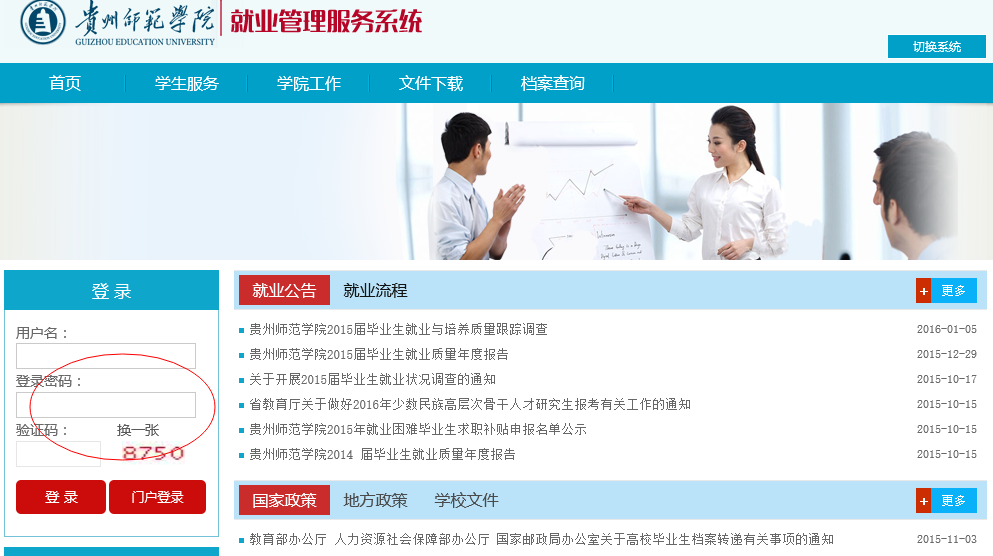 貴州師範學院
GUIZHOU EDUCATION UNIVERSITY
就业管理服务系统
切换系统
首页 学生服务 学院工作 文件下载 档案查询
登 录
用户名：
登录密码：
验证码： 换一张
8750
登 录 门户登录
就业公告 就业流程 + 更多
贵州师范学院2015届毕业生就业与培养质量跟踪调查 2016-01-05
贵州师范学院2015届毕业生就业质量年度报告 2015-12-29
关于开展2015届毕业生就业状况调查的通知 2015-10-17
省教育厅关于做好2016年少数民族高层次骨干人才研究生报考有关工作的通知 2015-10-15
贵州师范学院2015年就业困难毕业生求职补贴申报名单公示 2015-10-15
贵州师范学院2014 届毕业生就业质量年度报告 2015-10-15
国家政策 地方政策 学校文件 + 更多
教育部办公厅 人力资源社会保障部办公厅 国家邮政局办公室关于高校毕业生档案转递有关事项的通知 2015-11-03